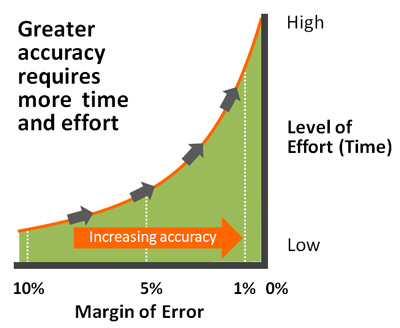 Greater
accuracy
requires
more time
and effort
High
Level of
Effort (Time)
Increasing accuracy
Low
10% 5% 1% 0%
Margin of Error